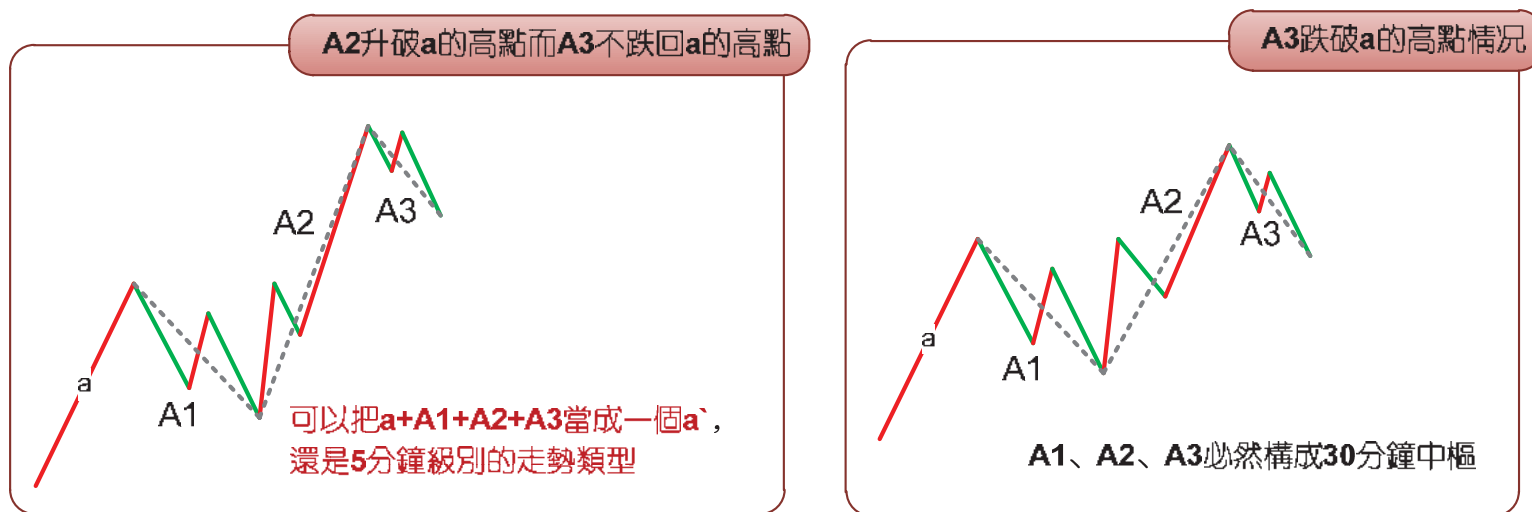 A2升破a的高點而A3不跌回a的高點
a
A1
A2
A3
可以把a+A1+A2+A3當成一個a`,
還是5分鐘級別的走勢類型
A3跌破a的高點情況
a
A1
A2
A3
A1、A2、A3必然構成30分鐘中樞